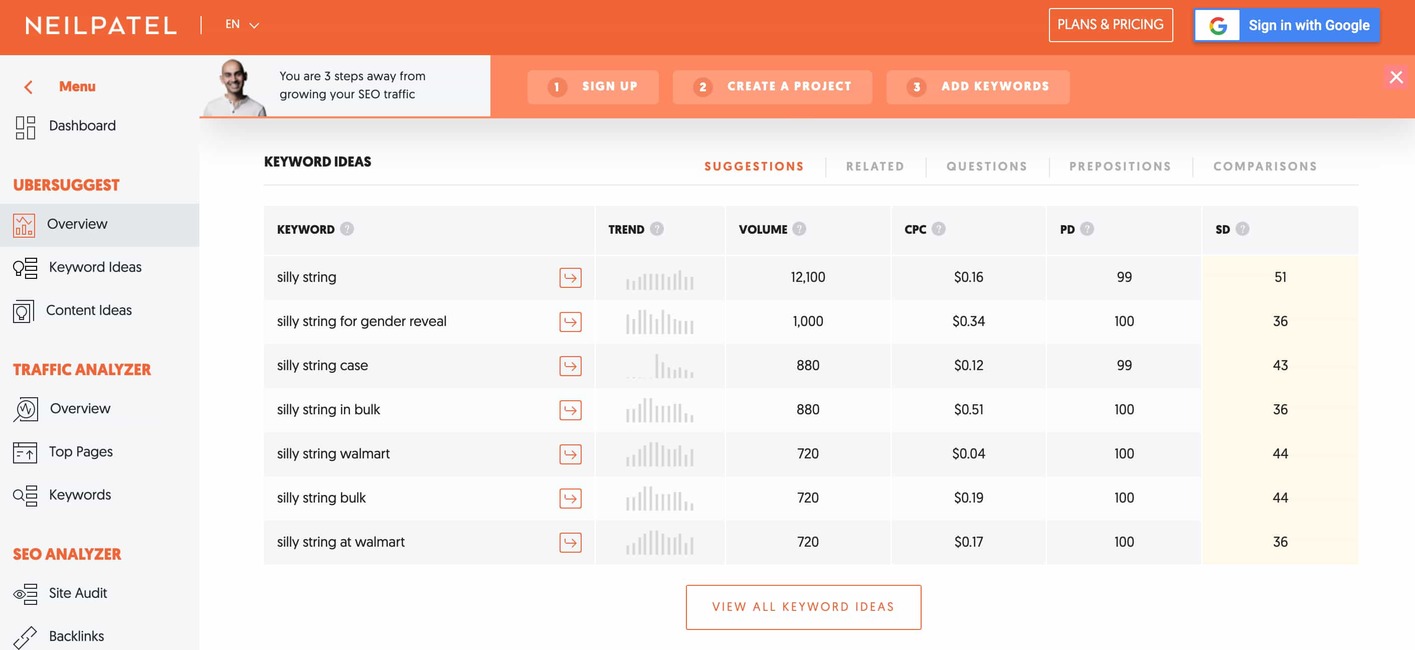 NEILPATEL
EN
PLANS & PRICING
G Sign in with Google
Menu
You are 3 steps away from
growing your SEO traffic
1 SIGN UP
2 CREATE A PROJECT
3 ADD KEYWORDS
Dashboard
UBERSUGGEST
Overview
Keyword Ideas
Content Ideas
TRAFFIC ANALYZER
Overview
Top Pages
Keywords
SEO ANALYZER
Site Audit
Backlinks
KEYWORD IDEAS
SUGGESTIONS RELATED QUESTIONS PREPOSITIONS COMPARISONS
KEYWORD ? TREND ? VOLUME ? CPC ? PD ? SD ?
silly string 12,100 $0.16 99 51
silly string for gender reveal 1,000 $0.34 100 36
silly string case 880 $0.12 99 43
silly string in bulk 880 $0.51 100 36
silly string walmart 720 $0.04 100 44
silly string bulk 720 $0.19 100 44
silly string at walmart 720 $0.17 100 36
VIEW ALL KEYWORD IDEAS